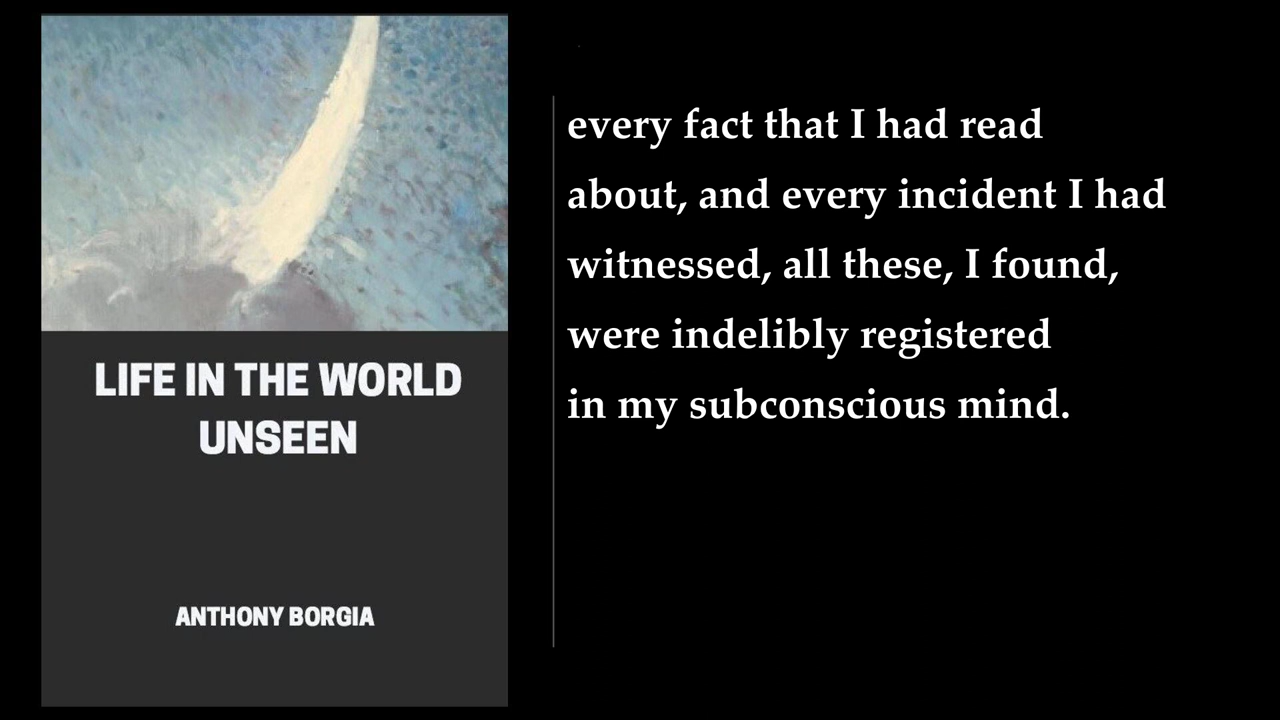 LIFE IN THE WORLD
UNSEEN
ANTHONY BORGIA
every fact that I had read
about, and every incident I had
witnessed, all these, I found,
were indelibly registered
in my subconscious mind.